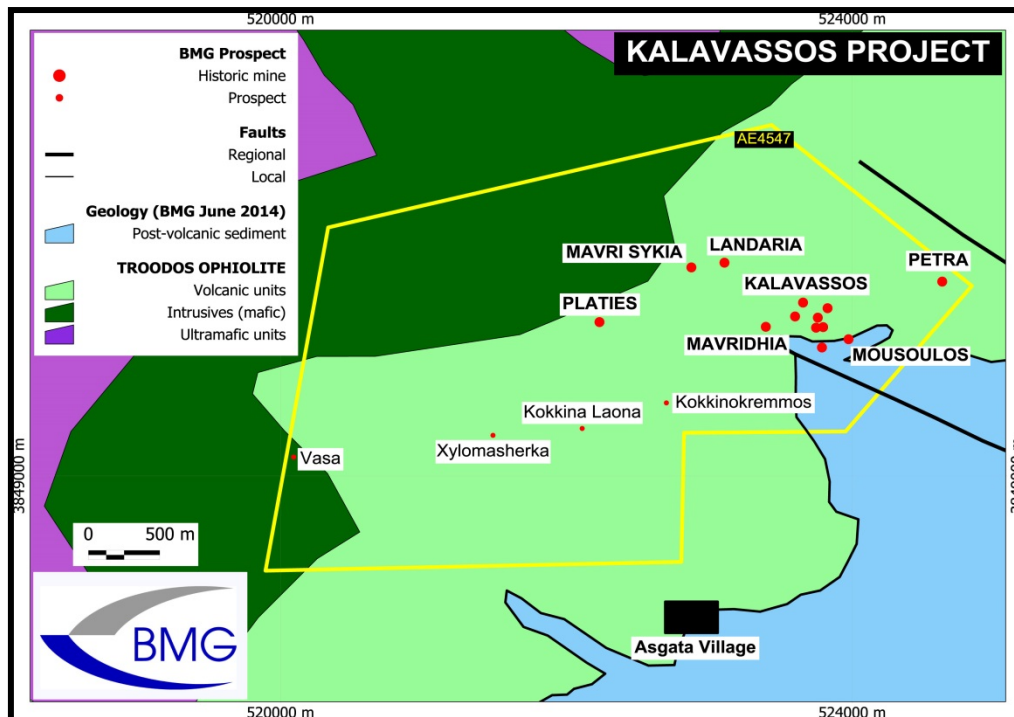 520000 m
524000 m
KALAVASSOS PROJECT
BMG Prospect
Historic mine
Prospect
Faults
Regional
Local
Geology (BMG June 2014)
Post-volcanic sediment
TROODOS OPHIOLITE
Volcanic units
Intrusives (mafic)
Ultramafic units
AE4547
MAVRI SYKIA
LANDARIA
PETRA
KALAVASSOS
PLATIES
MAVRIDHIA
MOUSOULOS
Kokkinokremmos
Kokkina Laona
Xylomasherka
Vasa
3849000 m
3849000 m
0 500 m
BMG
Asgata Village
520000 m
524000 m